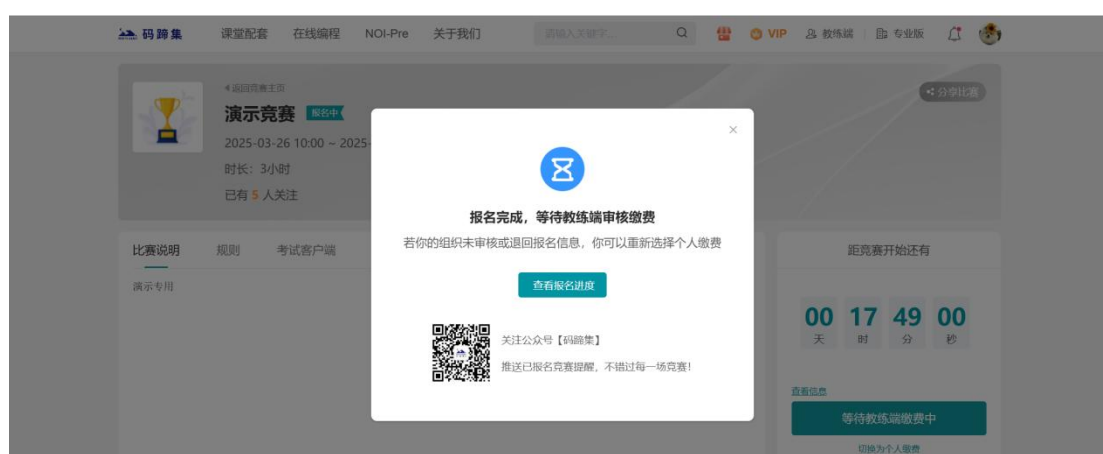 码蹄集 课堂配套 在线编程 NOI-Pre 关于我们 请输入关键字... VIP 教练端 专业版
返回竞赛主页
分享比赛
演示竞赛 报名中
2025-03-26 10:00 ~ 2025-
时长：3小时
已有 5 人关注
×
报名完成，等待教练端审核缴费
若你的组织未审核或退回报名信息，你可以重新选择个人缴费
查看报名进度
关注公众号【码蹄集】
推送已报名竞赛提醒，不错过每一场竞赛！
比赛说明 规则 考试客户端
演示专用
距竞赛开始还有
00 17 49 00
天 时 分 秒
查看信息
等待教练端缴费中
切换为个人缴费